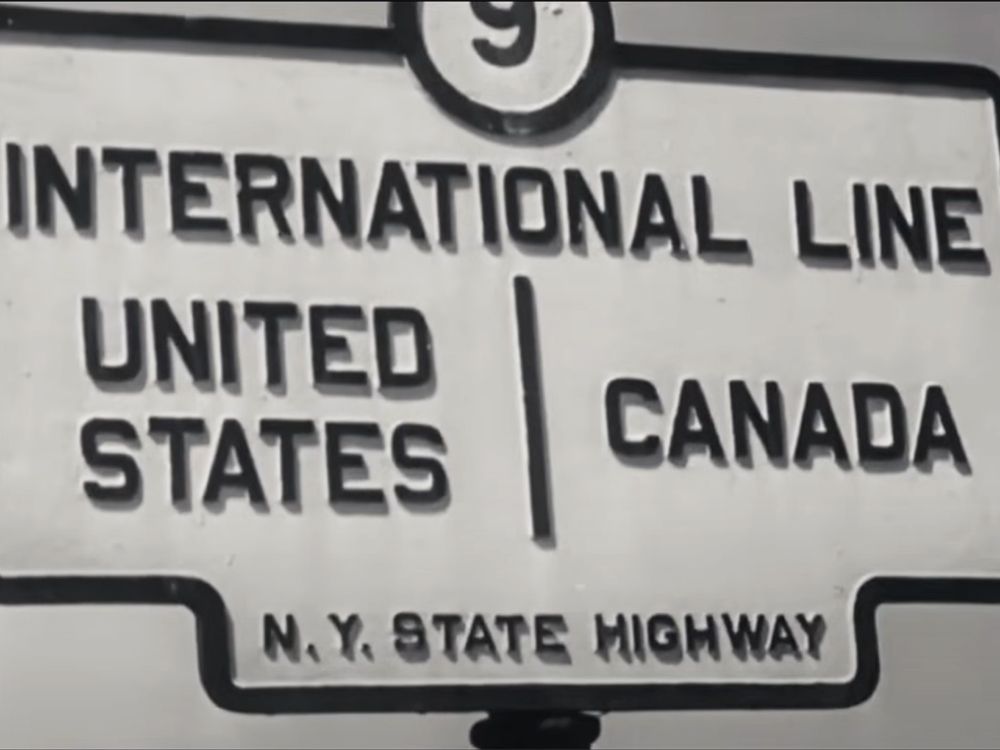 9
INTERNATIONAL LINE
UNITED
STATES
CANADA
N.Y. STATE HIGHWAY